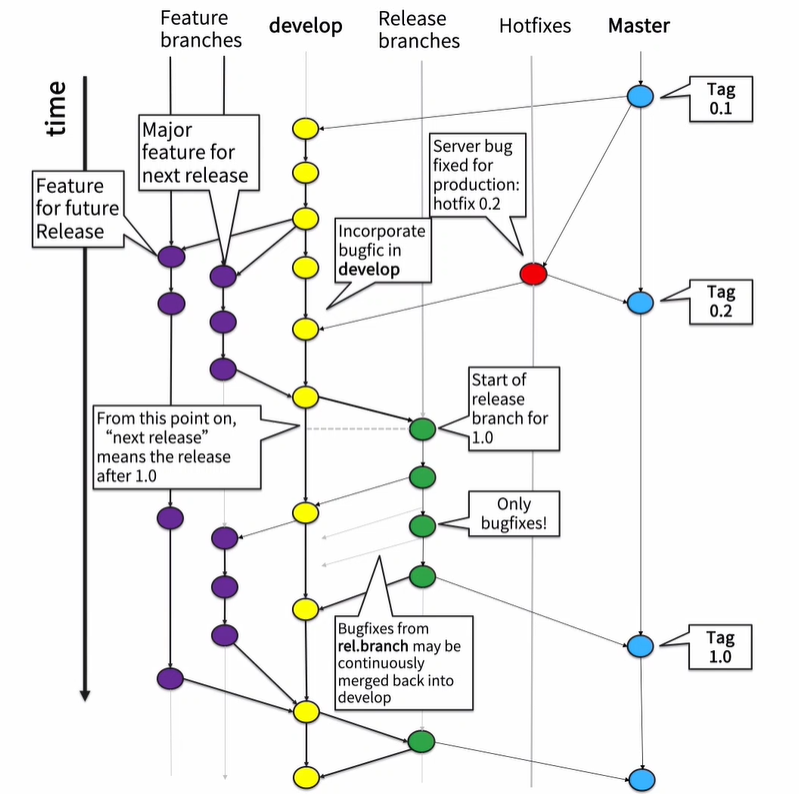 Feature
branches
develop
Release
branches
Hotfixes
Master
time
Tag
0.1
Major
feature for
next release
Server bug
fixed for
production:
hotfix 0.2
Feature
for future
Release
Incorporate
bugfic in
develop
Tag
0.2
Start of
release
branch for
1.0
From this point on,
“next release”
means the release
after 1.0
Only
bugfixes!
Bugfixes from
rel.branch may be
continuously
merged back into
develop
Tag
1.0